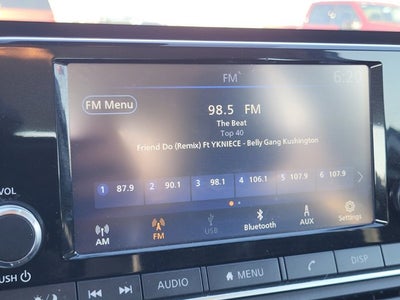 FM
FM Menu
98.5 FM
The Beat
Top 40
Friend Do (Remix) Ft YKNIECE - Belly Gang Kushington
1 87.9 2 90.1 3 98.1 4 106.1 5 107.9 6 107.9
AM FM USB Bluetooth AUX Settings
VOL
PUSH
AUDIO MENU DISP